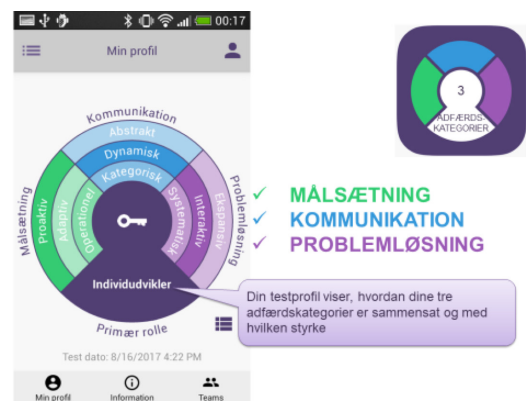 00:17
Min profil
Kommunikation
Abstrakt
Dynamisk
Kategorisk
Målsætning
Proaktiv
Adaptiv
Operationel
Systematisk
Interaktiv
Ekspansiv
Problemløsning
Individudvikler
Primær rolle
Test dato: 8/16/2017 4:22 PM
Min profil
Information
Teams
3
ADFÆRDS-
KATEGORIER
✓ MÅLSÆTNING
✓ KOMMUNIKATION
✓ PROBLEMLØSNING
Din testprofil viser, hvordan dine tre
adfærdskategorier er sammensat og med
hvilken styrke